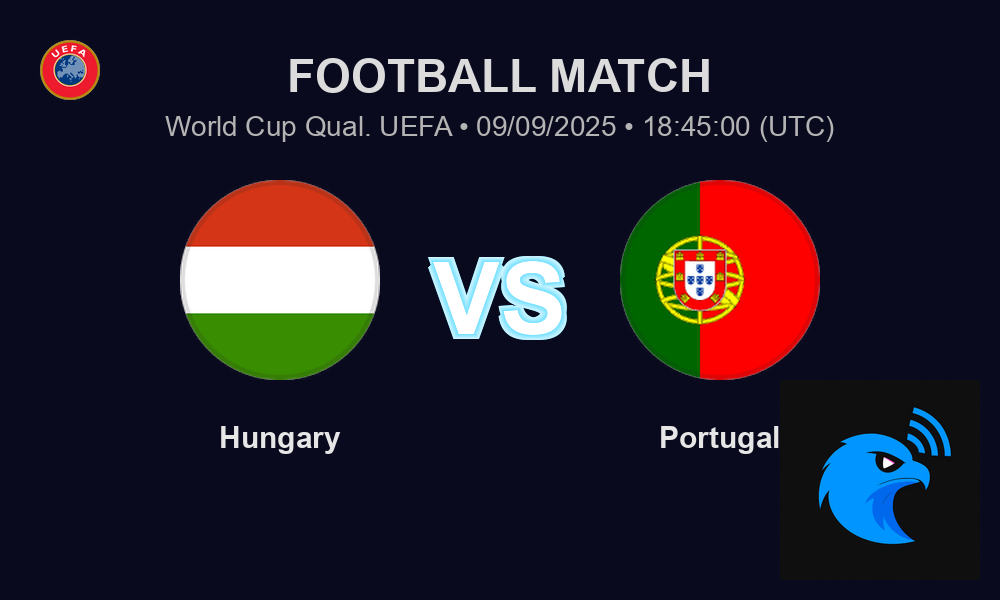 UEFA
FOOTBALL MATCH
World Cup Qual. UEFA • 09/09/2025 • 18:45:00 (UTC)
VS
Hungary
Portugal